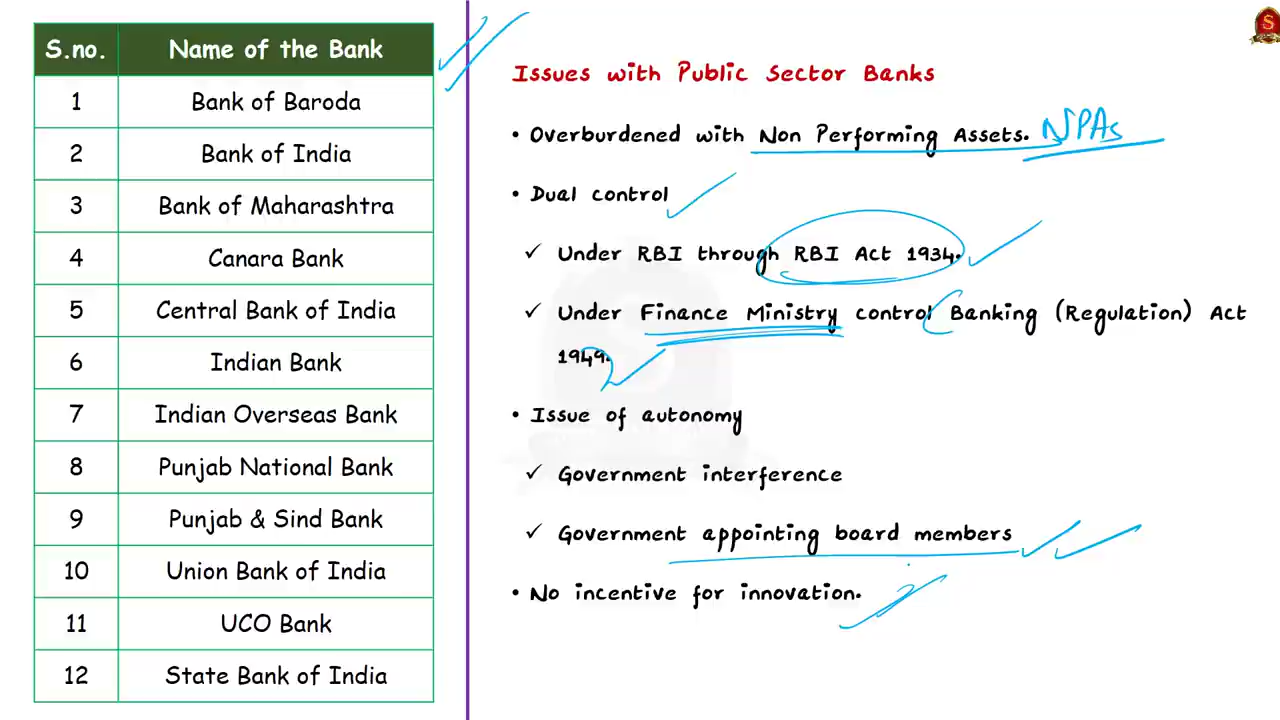 S.no. Name of the Bank
1 Bank of Baroda
2 Bank of India
3 Bank of Maharashtra
4 Canara Bank
5 Central Bank of India
6 Indian Bank
7 Indian Overseas Bank
8 Punjab National Bank
9 Punjab & Sind Bank
10 Union Bank of India
11 UCO Bank
12 State Bank of India
Issues with Public Sector Banks
• Overburdened with Non Performing Assets. NPAs
• Dual control
✓ Under RBI through RBI Act 1934.
✓ Under Finance Ministry control Banking (Regulation) Act
1949.
• Issue of autonomy
✓ Government interference
✓ Government appointing board members
• No incentive for innovation.
S